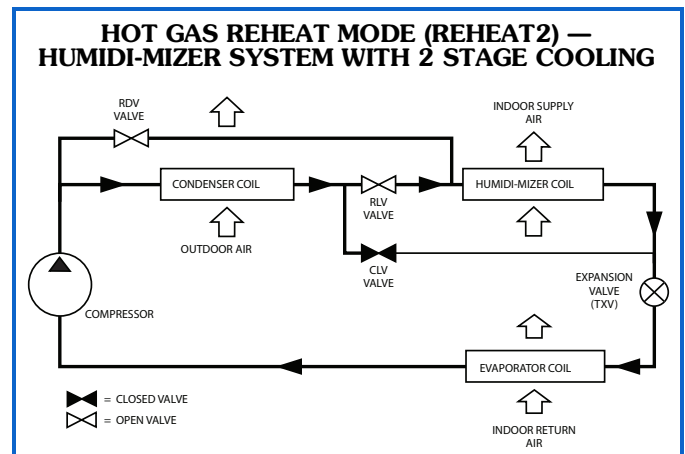 HOT GAS REHEAT MODE (REHEAT2) —
HUMIDI-MIZER SYSTEM WITH 2 STAGE COOLING
RDV
VALVE
INDOOR SUPPLY
AIR
CONDENSER COIL
HUMIDI-MIZER COIL
RLV
VALVE
OUTDOOR AIR
CLV
VALVE
EXPANSION
VALVE
(TXV)
COMPRESSOR
EVAPORATOR COIL
= CLOSED VALVE
= OPEN VALVE
INDOOR RETURN
AIR